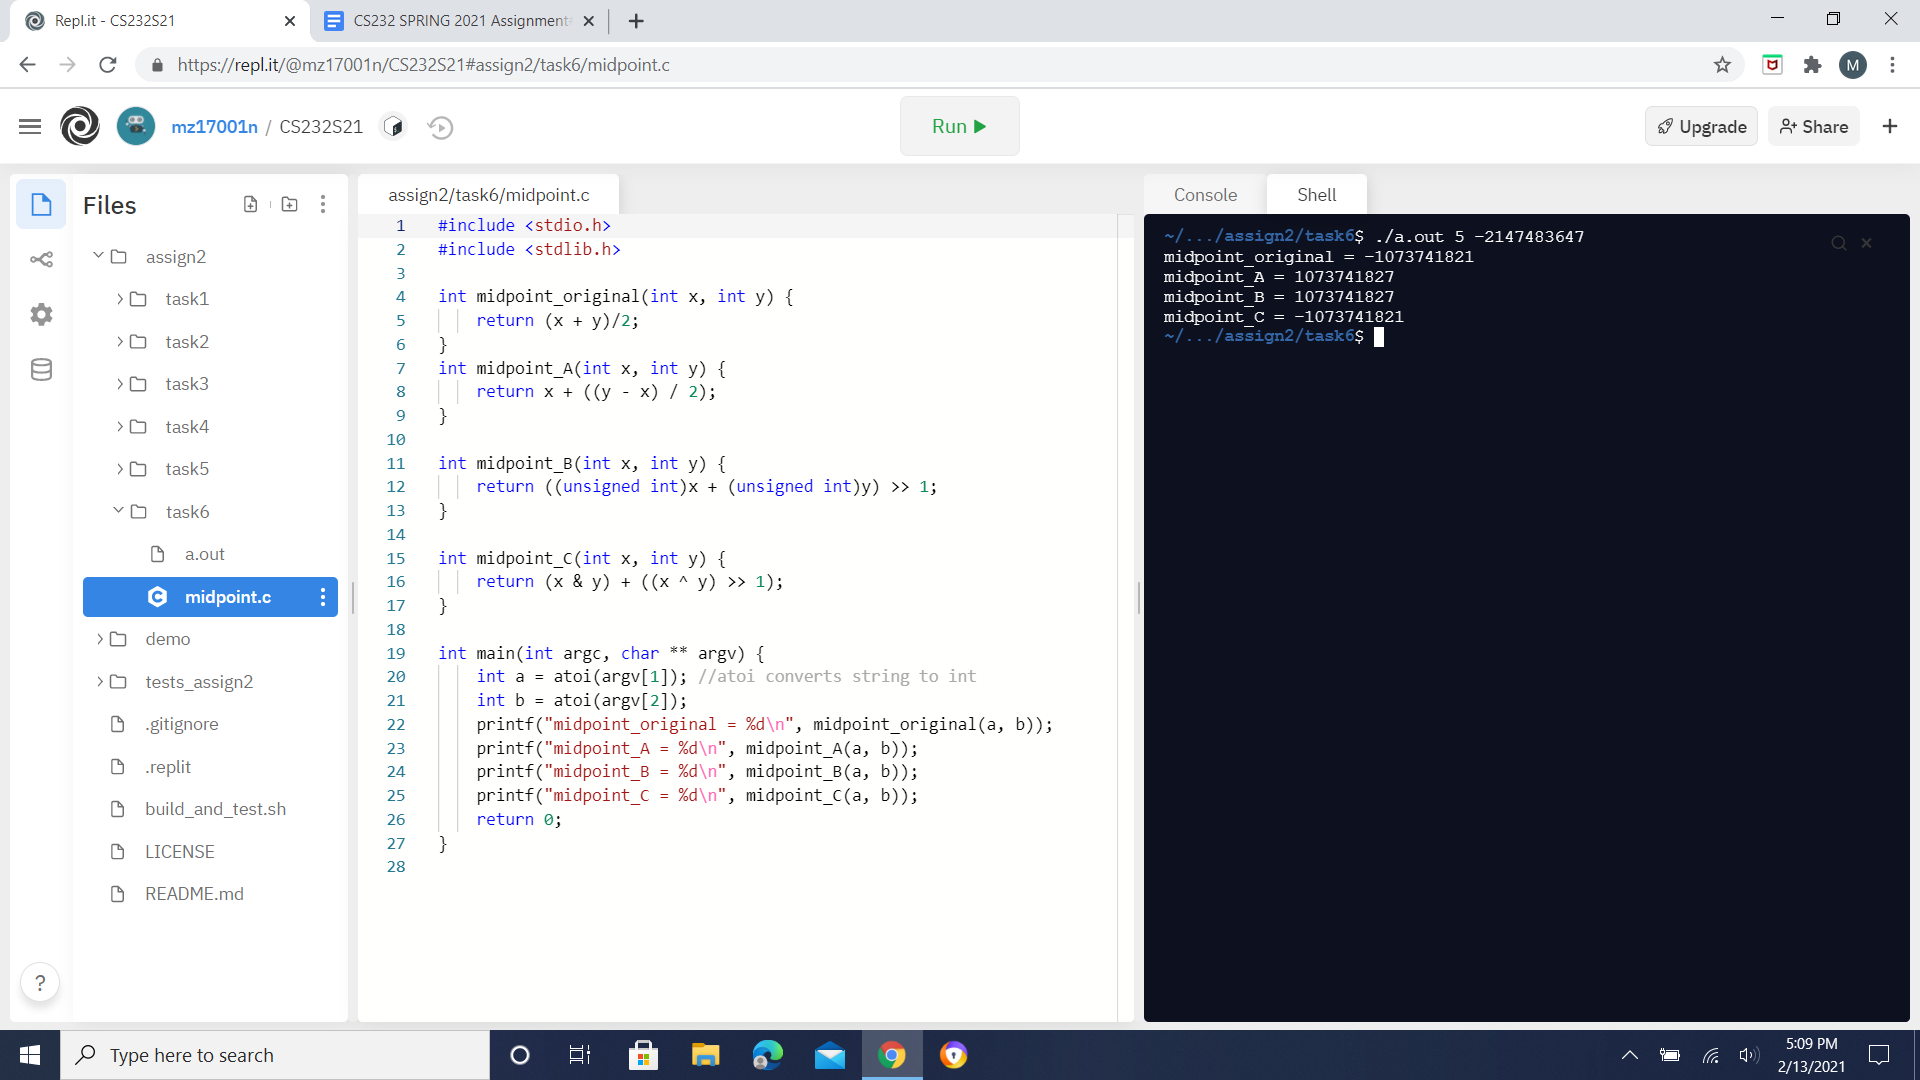 Repl.it - CS232S21
CS232 SPRING 2021 Assignment
https://repl.it/@mz17001n/CS232S21#assign2/task6/midpoint.c
M
mz17001n / CS232S21
Run
Upgrade
Share
Files
assign2
task1
task2
task3
task4
task5
task6
a.out
midpoint.c
demo
tests_assign2
.gitignore
.replit
build_and_test.sh
LICENSE
README.md
?
assign2/task6/midpoint.c
1 #include <stdio.h>
2 #include <stdlib.h>
3
4 int midpoint_original(int x, int y) {
5 return (x + y)/2;
6 }
7 int midpoint_A(int x, int y) {
8 return x + ((y - x) / 2);
9 }
10
11 int midpoint_B(int x, int y) {
12 return ((unsigned int)x + (unsigned int)y) >> 1;
13 }
14
15 int midpoint_C(int x, int y) {
16 return (x & y) + ((x ^ y) >> 1);
17 }
18
19 int main(int argc, char ** argv) {
20 int a = atoi(argv[1]); //atoi converts string to int
21 int b = atoi(argv[2]);
22 printf("midpoint_original = %d\n", midpoint_original(a, b));
23 printf("midpoint_A = %d\n", midpoint_A(a, b));
24 printf("midpoint_B = %d\n", midpoint_B(a, b));
25 printf("midpoint_C = %d\n", midpoint_C(a, b));
26 return 0;
27 }
28
Console
Shell
~/.../assign2/task6$ ./a.out 5 -2147483647
midpoint_original = -1073741821
midpoint_A = 1073741827
midpoint_B = 1073741827
midpoint_C = -1073741821
~/.../assign2/task6$
Type here to search
5:09 PM
2/13/2021